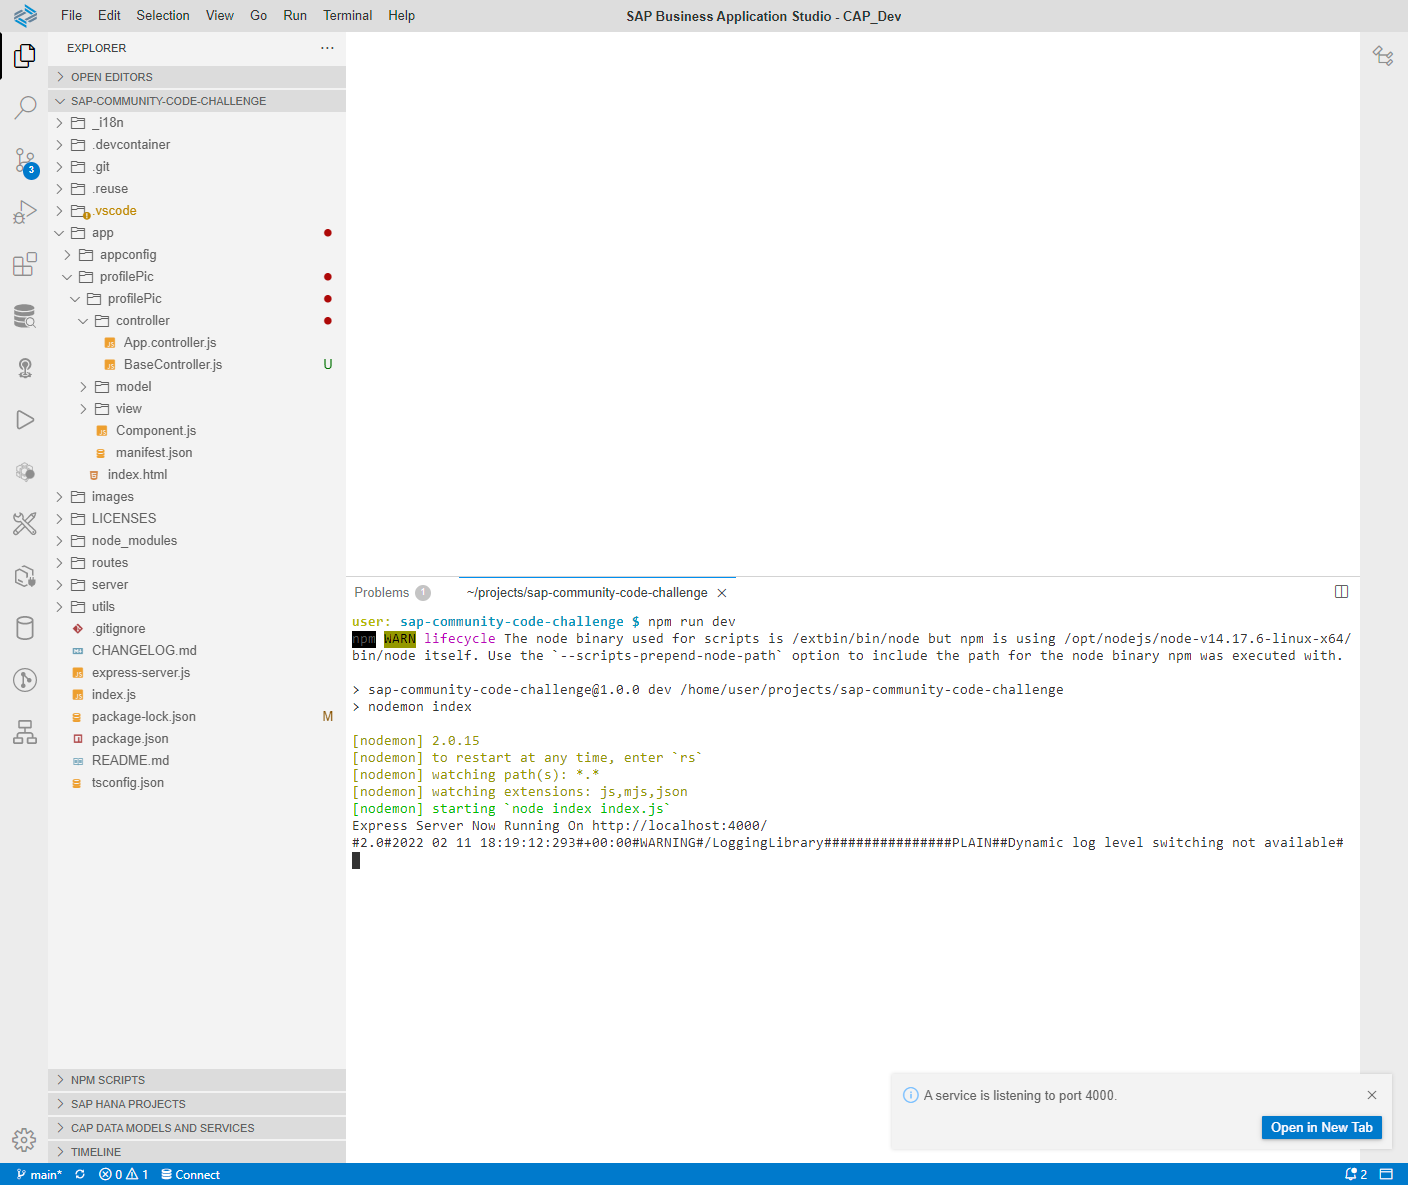 File Edit Selection View Go Run Terminal Help
SAP Business Application Studio - CAP_Dev
EXPLORER
OPEN EDITORS
SAP-COMMUNITY-CODE-CHALLENGE
_i18n
.devcontainer
.git
3
.reuse
.vscode
app
appconfig
profilePic
profilePic
controller
App.controller.js
BaseController.js U
model
view
Component.js
manifest.json
index.html
images
LICENSES
node_modules
routes
server
utils
.gitignore
CHANGELOG.md
express-server.js
index.js
package-lock.json M
package.json
README.md
tsconfig.json
NPM SCRIPTS
SAP HANA PROJECTS
CAP DATA MODELS AND SERVICES
TIMELINE
Problems 1 ~/projects/sap-community-code-challenge
user: sap-community-code-challenge $ npm run dev
npm WARN lifecycle The node binary used for scripts is /extbin/bin/node but npm is using /opt/nodejs/node-v14.17.6-linux-x64/
bin/node itself. Use the `--scripts-prepend-node-path` option to include the path for the node binary npm was executed with.
> sap-community-code-challenge@1.0.0 dev /home/user/projects/sap-community-code-challenge
> nodemon index
[nodemon] 2.0.15
[nodemon] to restart at any time, enter `rs`
[nodemon] watching path(s): *.*
[nodemon] watching extensions: js,mjs,json
[nodemon] starting `node index index.js`
Express Server Now Running On http://localhost:4000/
#2.0#2022 02 11 18:19:12:293#+00:00#WARNING#/LoggingLibrary################PLAIN##Dynamic log level switching not available#
A service is listening to port 4000.
Open in New Tab
main* 0 1 Connect 2